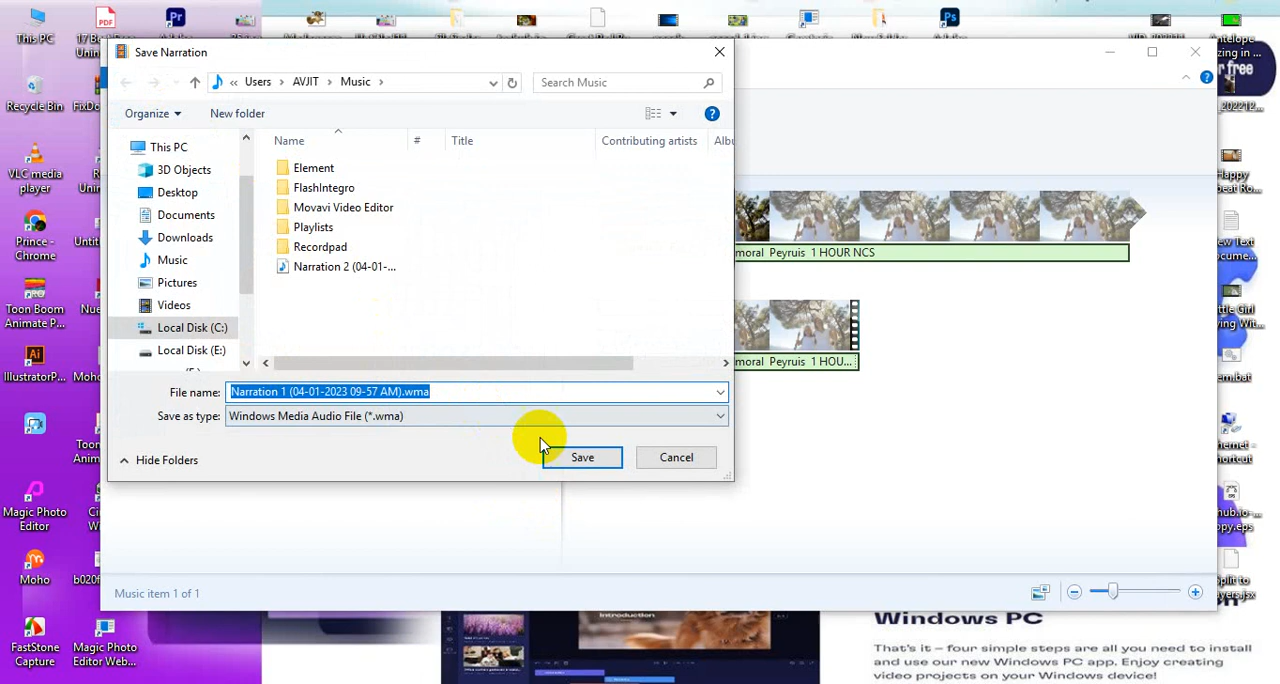 This PC
Recycle Bin
VLC media
player
Prince -
Chrome
Toon Boom
Animate P...
IllustratorP...
Magic Photo
Editor
Moho
FastStone
Capture
Magic Photo
Editor Web...
Save Narration
Users
AVJIT
Music
Search Music
Organize
New folder
Name
#
Title
Contributing artists
This PC
3D Objects
Desktop
Documents
Downloads
Music
Pictures
Videos
Local Disk (C:)
Local Disk (E:)
Element
FlashIntegro
Movavi Video Editor
Playlists
Recordpad
Narration 2 (04-01-...
File name:
Narration 1 (04-01-2023 09-57 AM).wma
Save as type:
Windows Media Audio File (*.wma)
Hide Folders
Save
Cancel
moral Peyruis 1 HOUR NCS
moral Peyruis 1 HOU...
Music item 1 of 1
Introduction
Windows PC
That's it – four simple steps are all you need to install
and use our new Windows PC app. Enjoy creating
video projects on your Windows device!